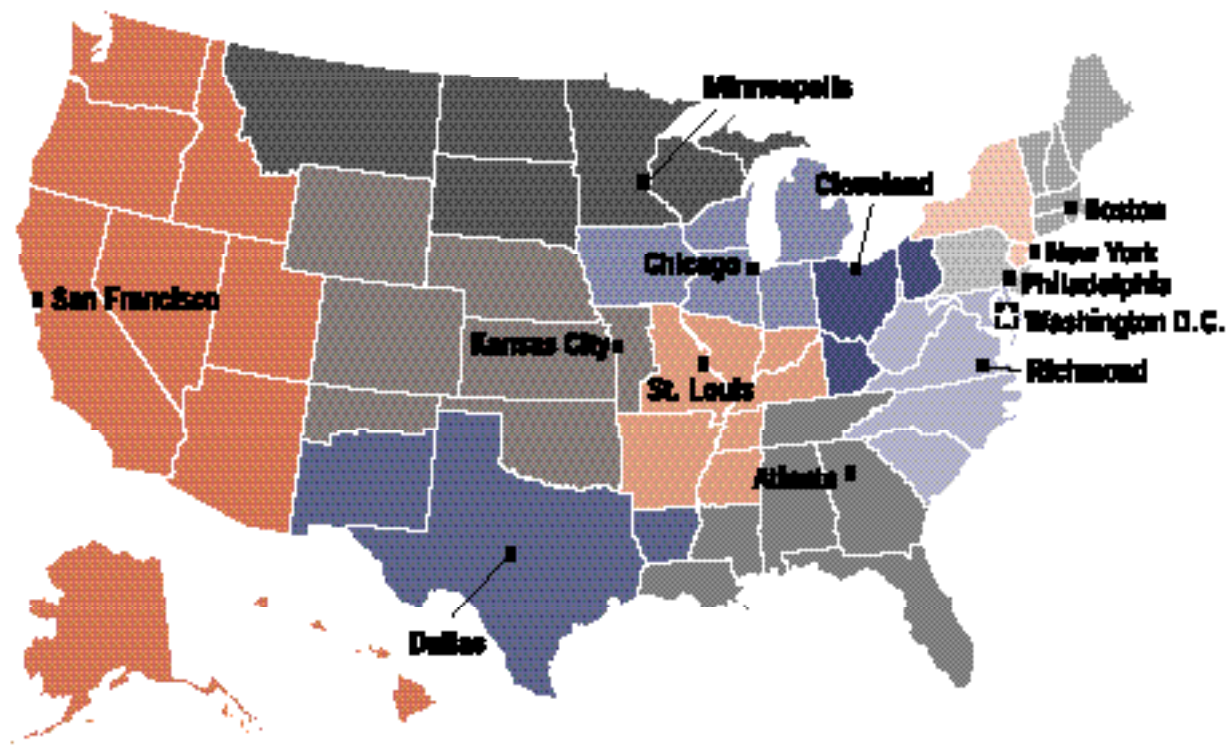 Minneapolis
Cleveland
Boston
Chicago
New York
Philadelphia
San Francisco
Washington D.C.
Kansas City
Richmond
St. Louis
Atlanta
Dallas